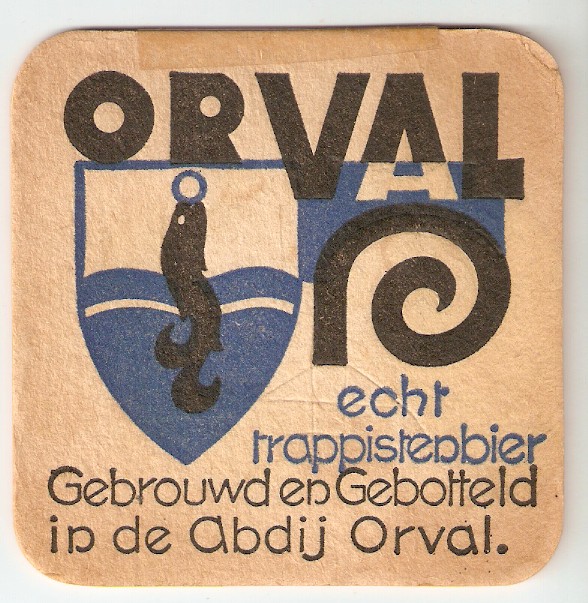 ORVAL
echt
trappistenbier
Gebrouwd en Gebotteld
in de Abdij Orval.